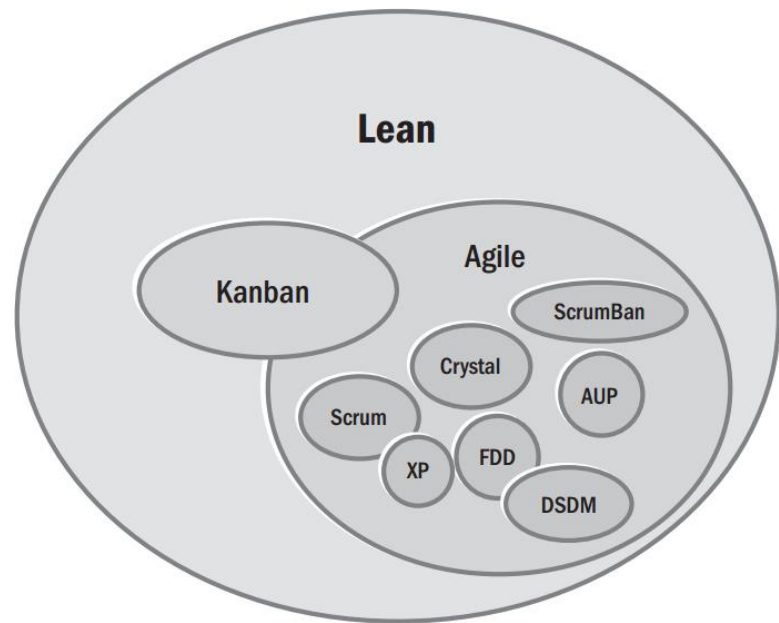 Lean
Agile
Kanban
ScrumBan
Crystal
AUP
Scrum
XP
FDD
DSDM